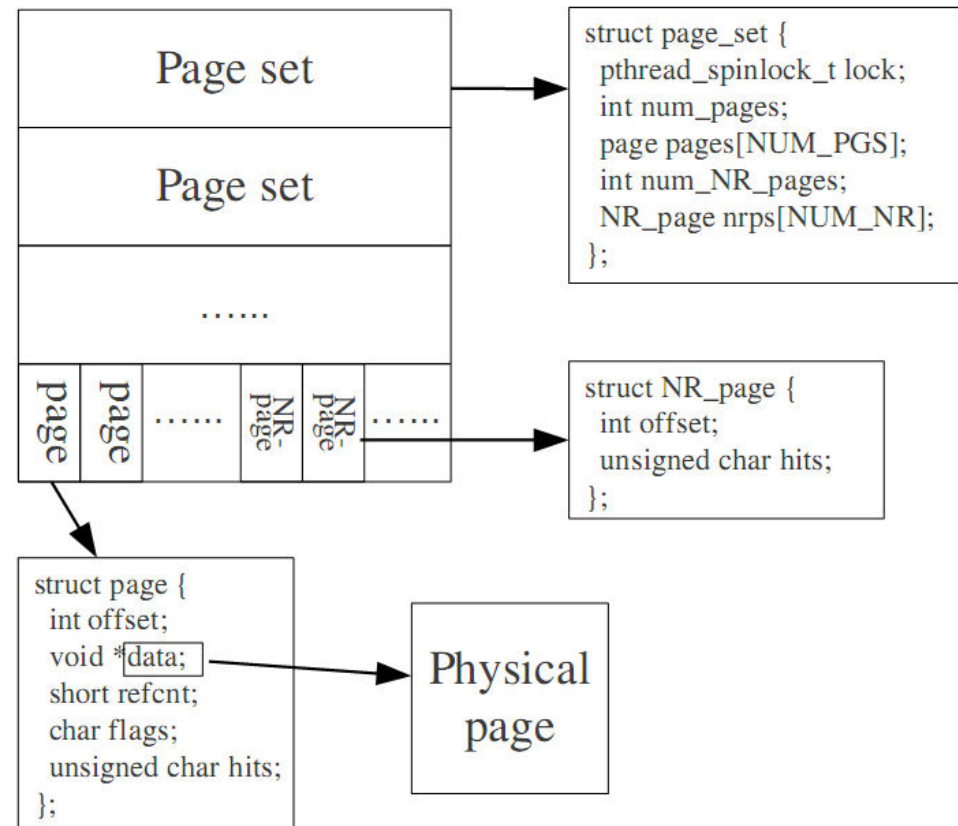 Page set
Page set
......
page
page
......
NR-
page
NR-
page
......
struct page_set {
pthread_spinlock_t lock;
int num_pages;
page pages[NUM_PGS];
int num_NR_pages;
NR_page nrps[NUM_NR];
};
struct NR_page {
int offset;
unsigned char hits;
};
struct page {
int offset;
void *data;
short refcnt;
char flags;
unsigned char hits;
};
Physical
page